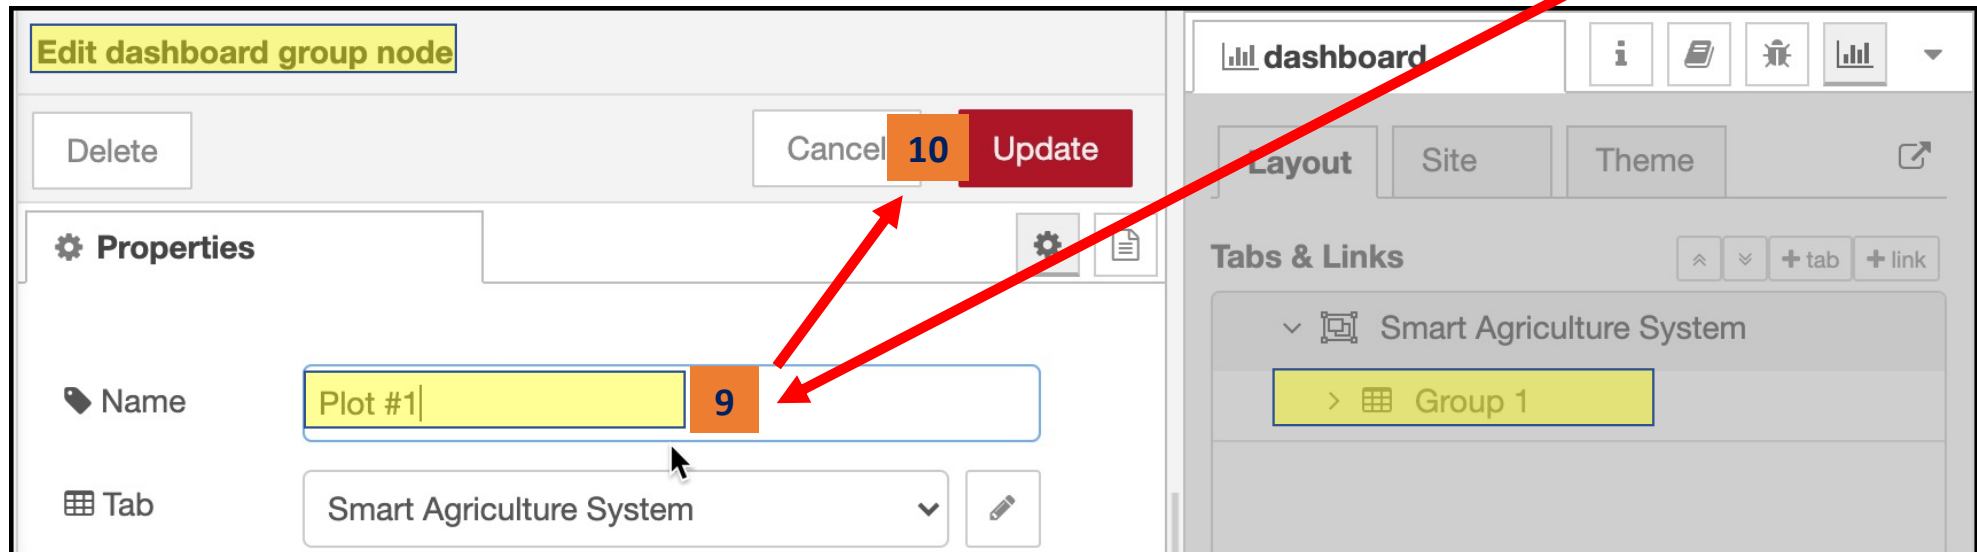 Edit dashboard group node
Delete
Cancel
10
Update
Properties
Name
Plot #1
9
Tab
Smart Agriculture System
dashboard
i
Layout
Site
Theme
Tabs & Links
+ tab
+ link
Smart Agriculture System
Group 1